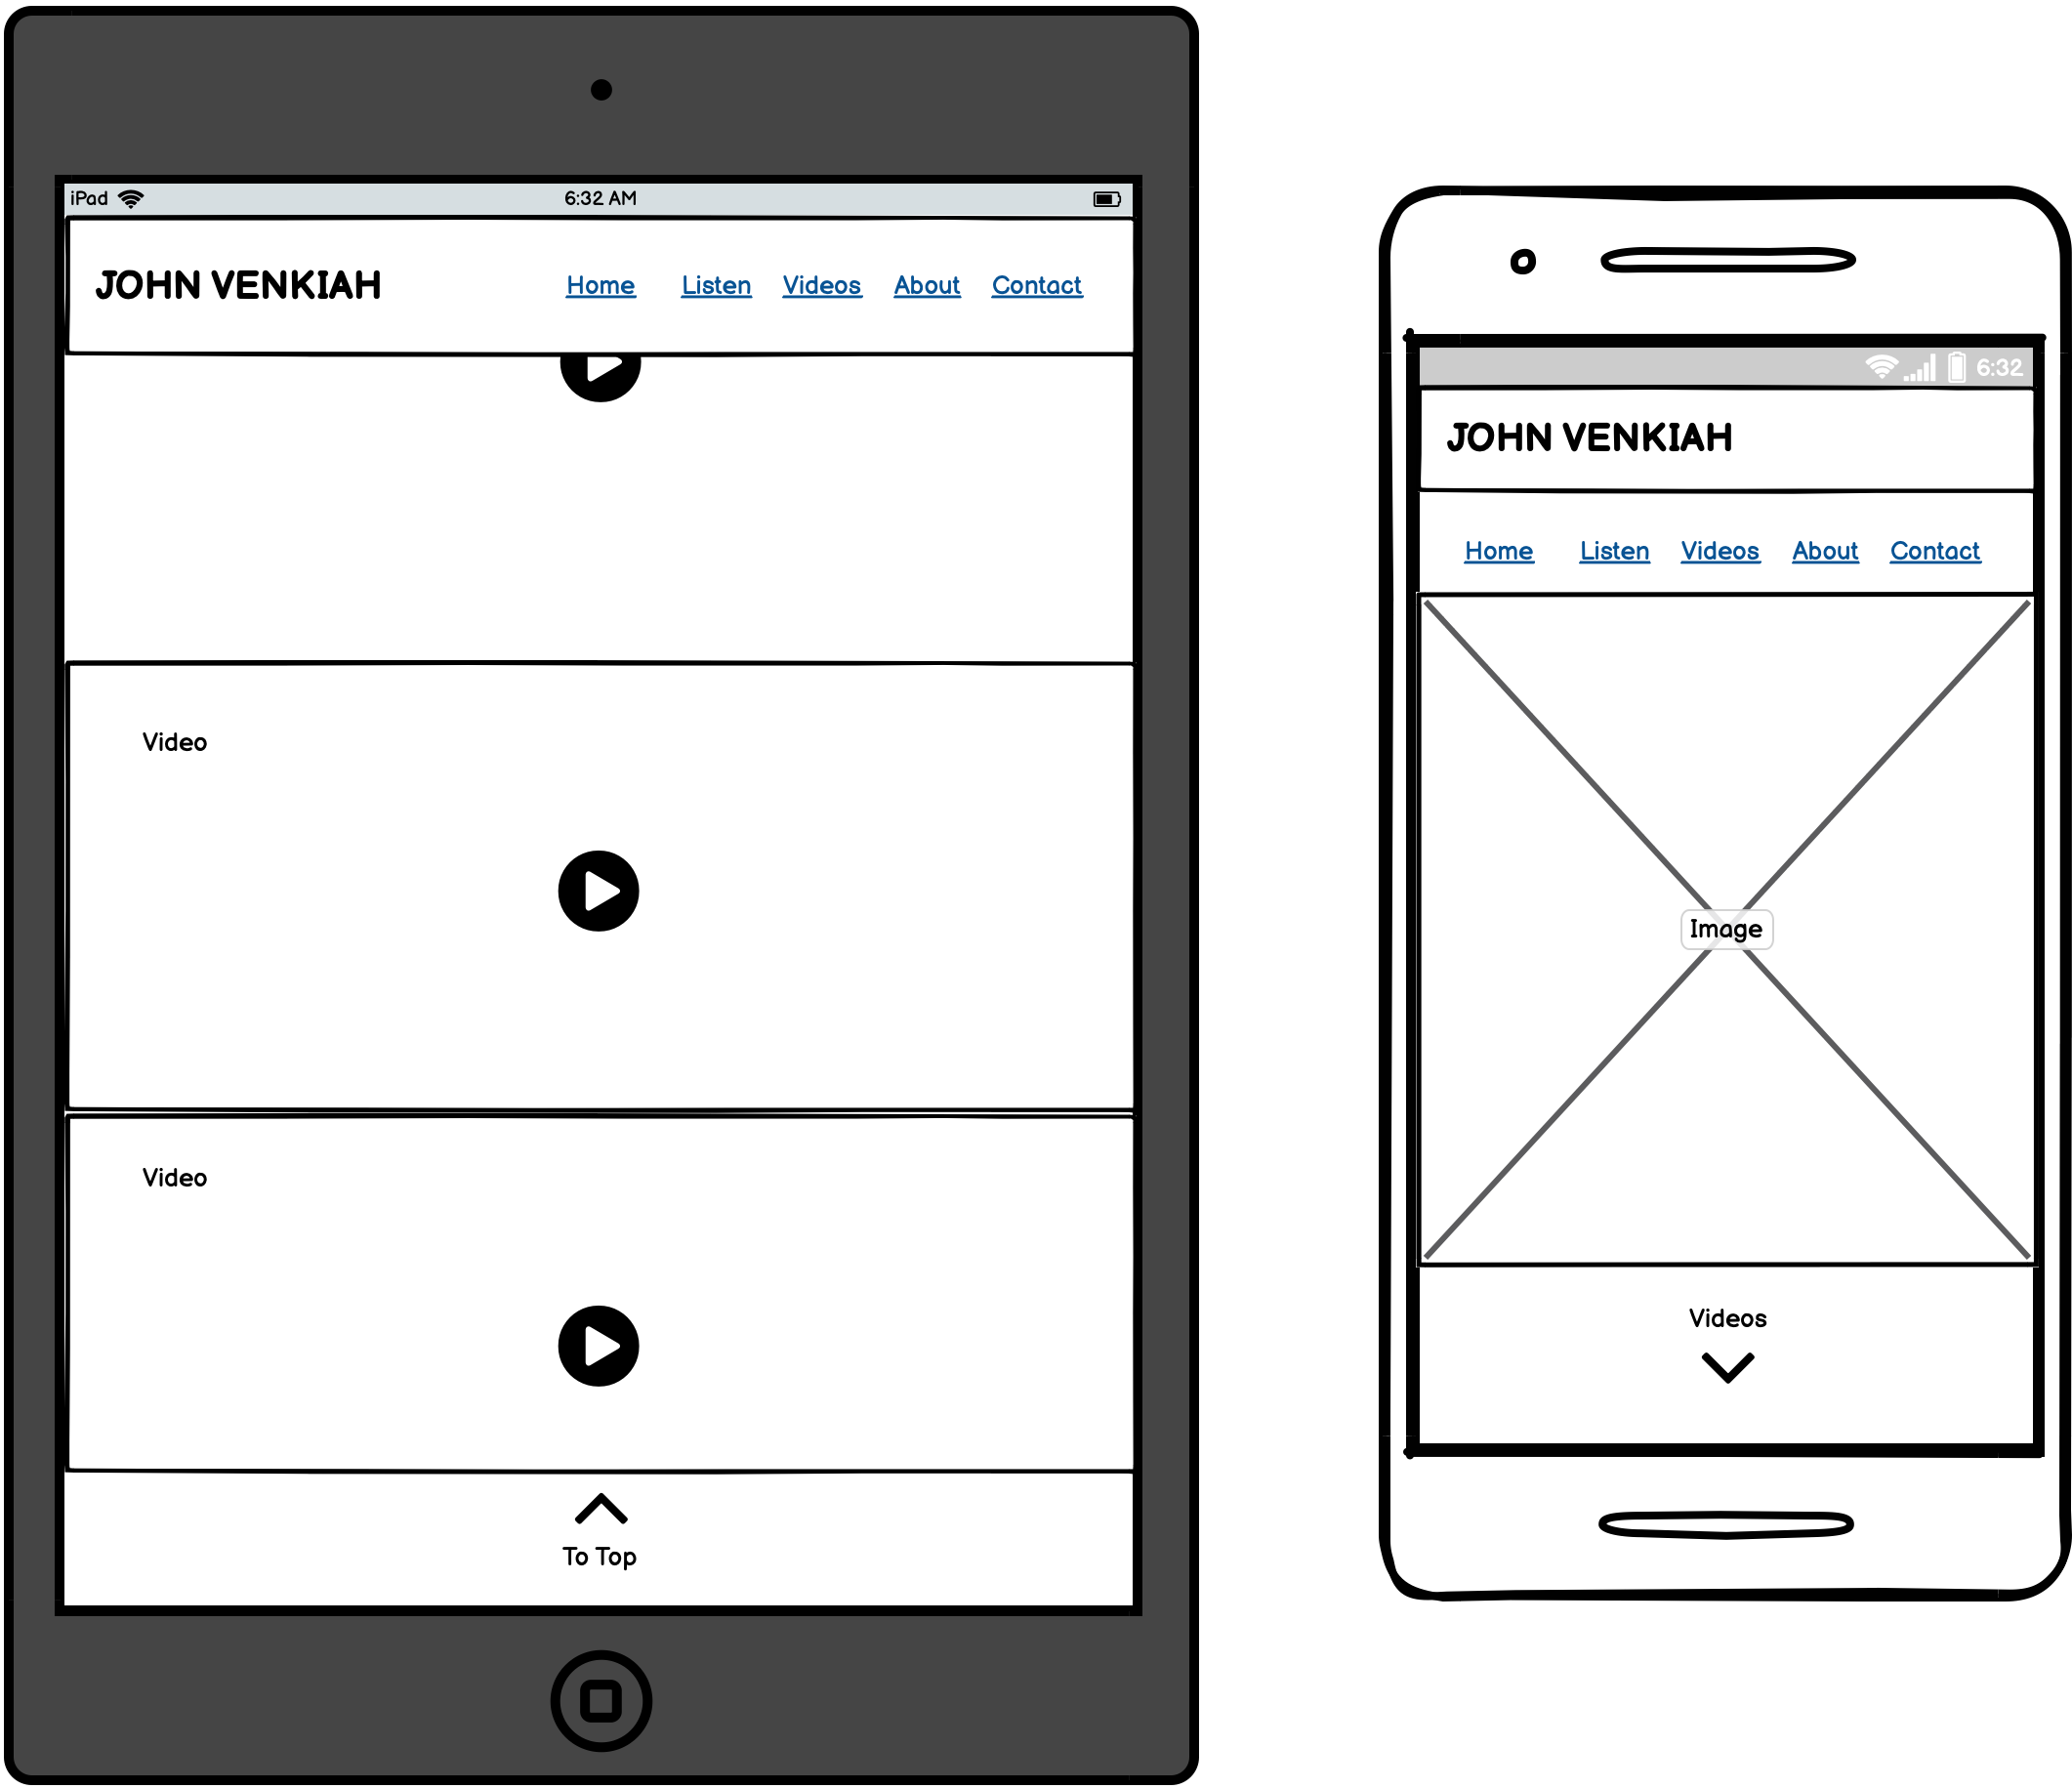 iPad 6:32 AM
JOHN VENKIAH Home Listen Videos About Contact
Video
Video
To Top
6:32
JOHN VENKIAH
Home Listen Videos About Contact
Image
Videos